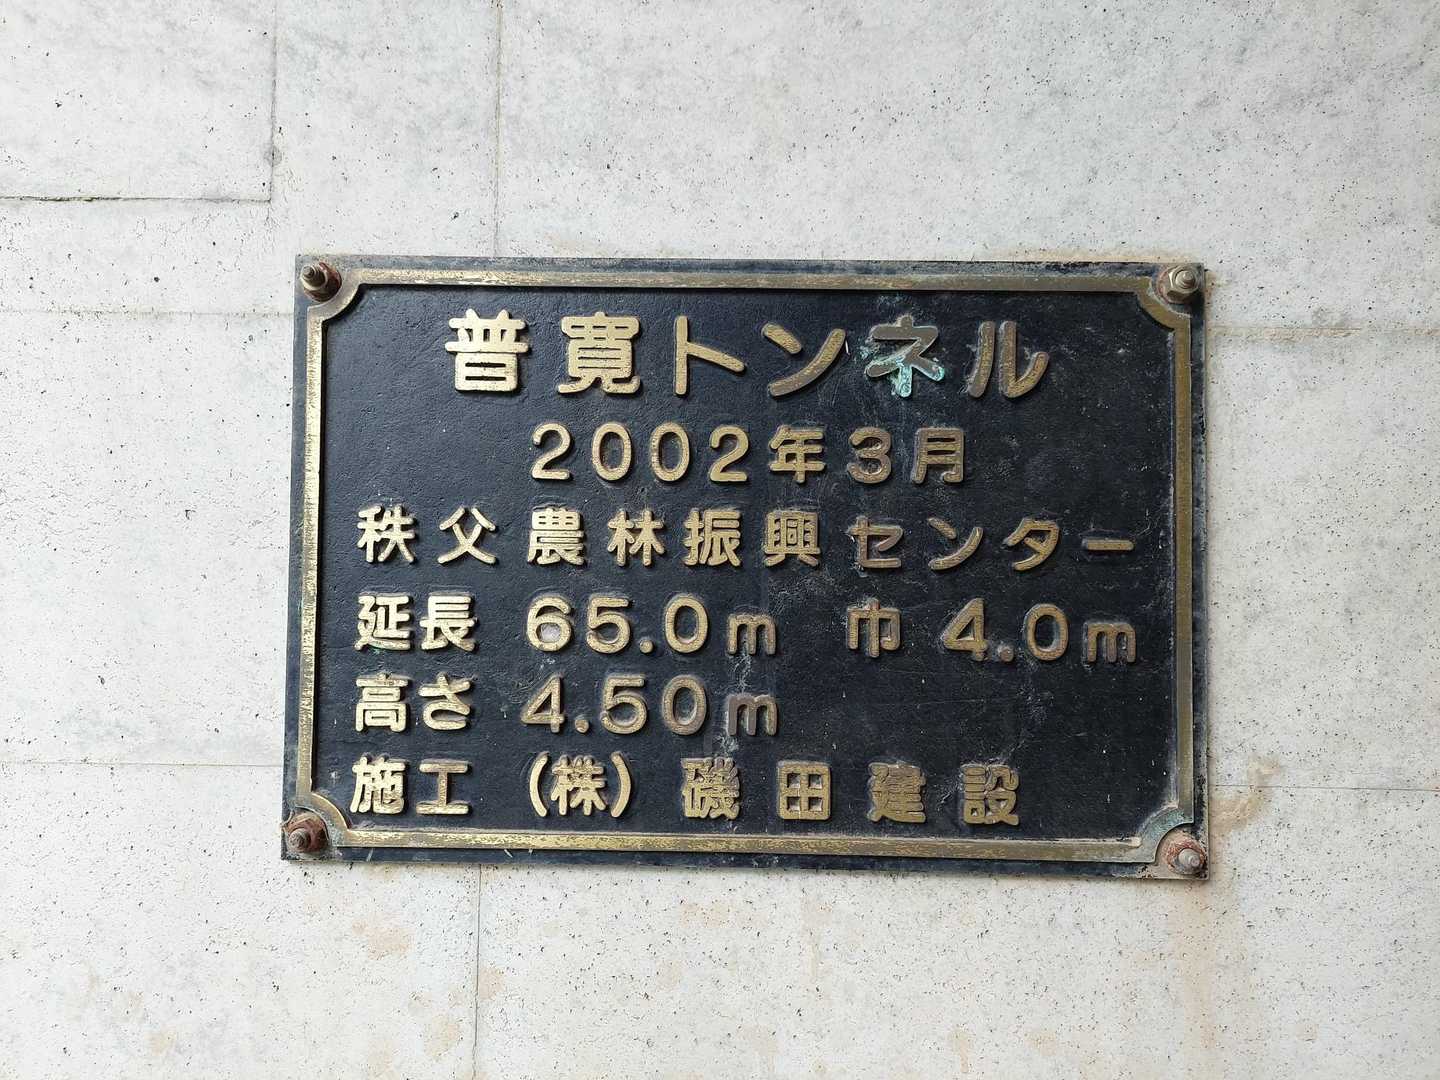 普寛トンネル
2002年3月
秩父農林振興センター
延長 65.0m 巾 4.0m
高さ 4.50m
施工 (株) 磯田建設